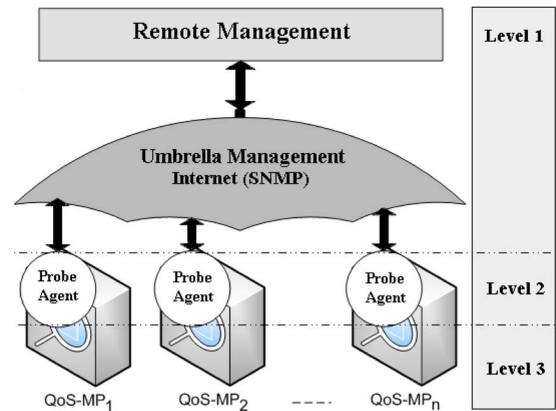 Remote Management
Level 1
Umbrella Management
Internet (SNMP)
Probe
Agent
Probe
Agent
Probe
Agent
Level 2
Level 3
QoS-MP1
QoS-MP2
QoS-MPn